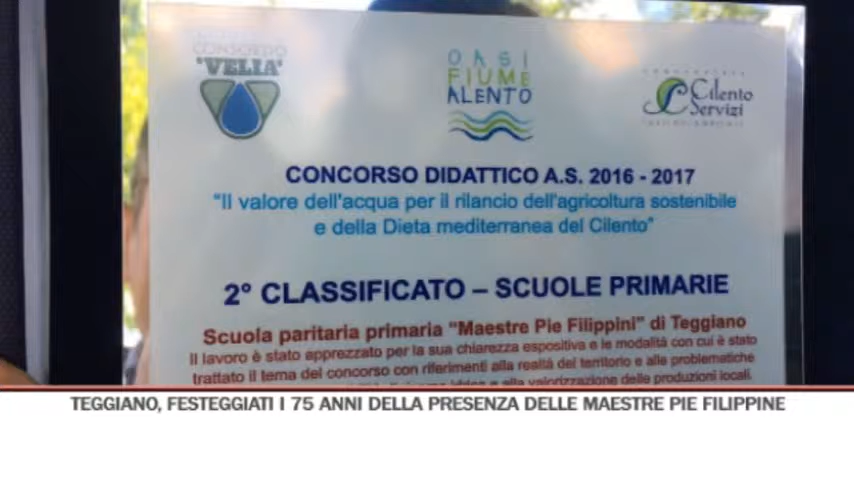 CONSORZIO
"VELIA"
OASI
FIUME
ALENTO
Cilento
Servizi
CONCORSO DIDATTICO A.S. 2016 - 2017
"Il valore dell'acqua per il rilancio dell'agricoltura sostenibile
e della Dieta mediterranea del Cilento"
2° CLASSIFICATO – SCUOLE PRIMARIE
Scuola paritaria primaria "Maestre Pie Filippini" di Teggiano
Il lavoro è stato apprezzato per la sua chiarezza espositiva e le modalità con cui è stato
trattato il tema del concorso con riferimenti alla realtà del territorio e alle problematiche
e alla valorizzazione delle produzioni locali.
TEGGIANO, FESTEGGIATI I 75 ANNI DELLA PRESENZA DELLE MAESTRE PIE FILIPPINE